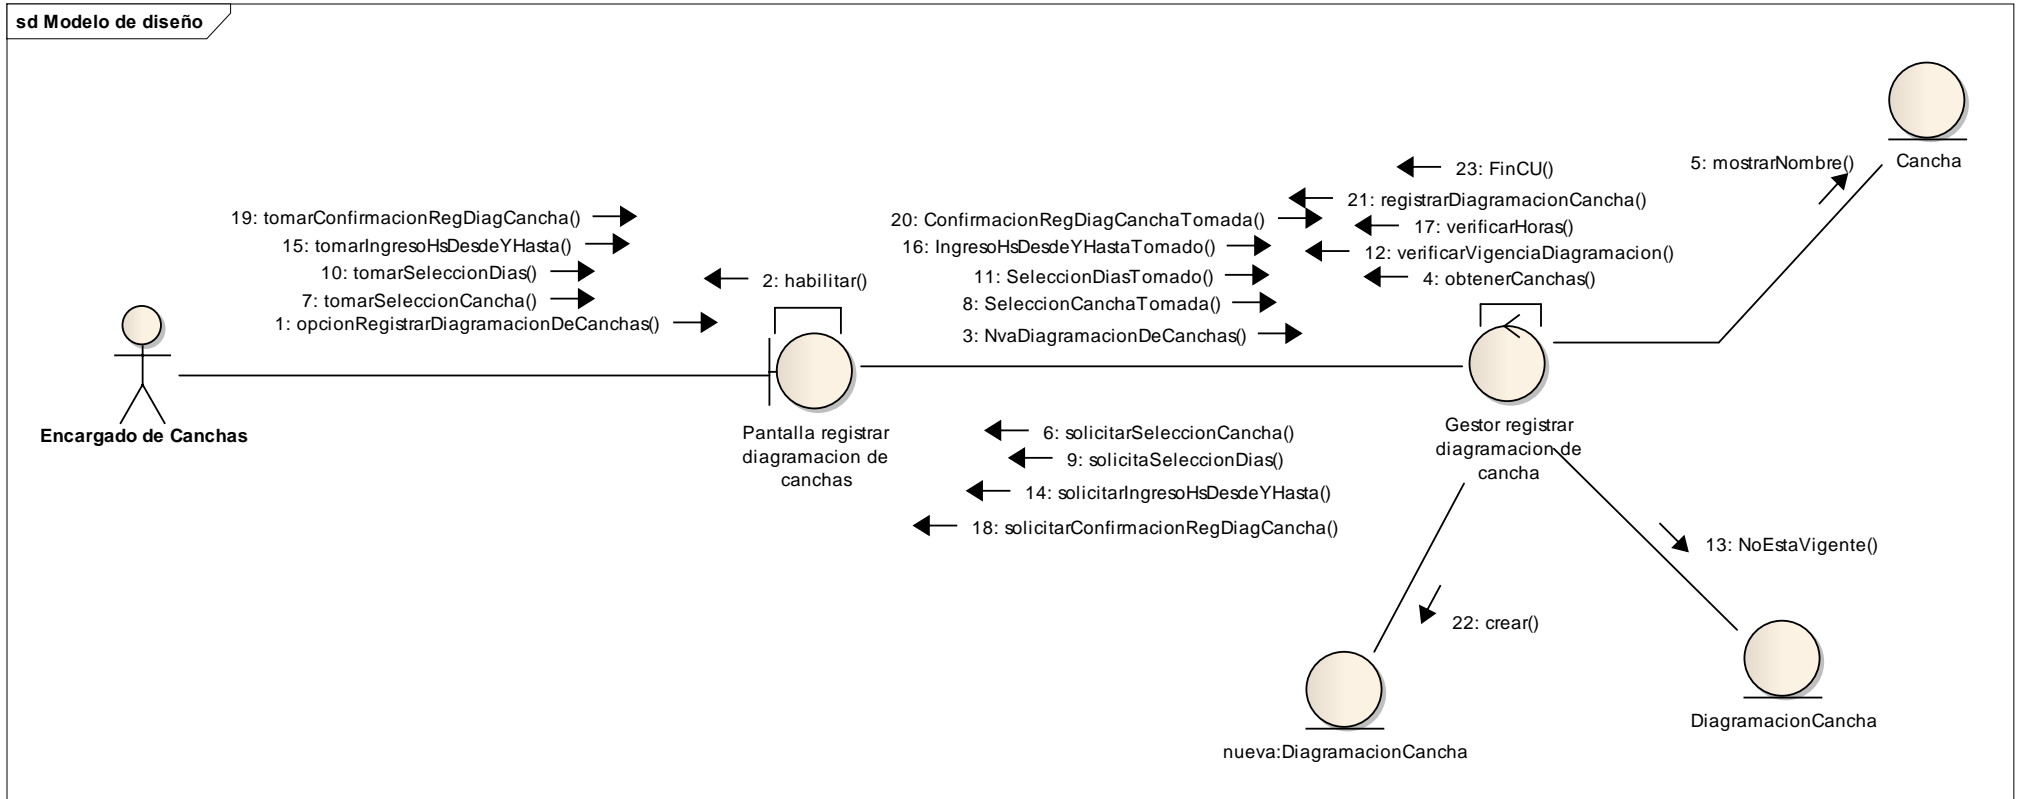 sd Modelo de diseño
Cancha
5: mostrarNombre()
23: FinCU()
21: registrarDiagramacionCancha()
17: verificarHoras()
12: verificarVigenciaDiagramacion()
4: obtenerCanchas()
19: tomarConfirmacionRegDiagCancha()
15: tomarIngresoHsDesdeYHasta()
10: tomarSeleccionDias()
7: tomarSeleccionCancha()
1: opcionRegistrarDiagramacionDeCanchas()
2: habilitar()
20: ConfirmacionRegDiagCanchaTomada()
16: IngresoHsDesdeYHastaTomado()
11: SeleccionDiasTomado()
8: SeleccionCanchaTomada()
3: NvaDiagramacionDeCanchas()
Encargado de Canchas
Pantalla registrar
diagramacion de
canchas
6: solicitarSeleccionCancha()
9: solicitaSeleccionDias()
14: solicitarIngresoHsDesdeYHasta()
18: solicitarConfirmacionRegDiagCancha()
Gestor registrar
diagramacion de
cancha
13: NoEstaVigente()
22: crear()
DiagramacionCancha
nueva:DiagramacionCancha